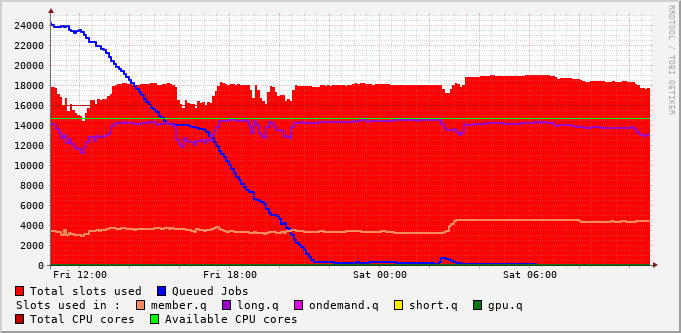 RRDTOOL / TOBI OETIKER
24000
22000
20000
18000
16000
14000
12000
10000
8000
6000
4000
2000
0
Fri 12:00 Fri 18:00 Sat 00:00 Sat 06:00
Total slots used Queued Jobs
Slots used in : member.q long.q ondemand.q short.q gpu.q
Total CPU cores Available CPU cores